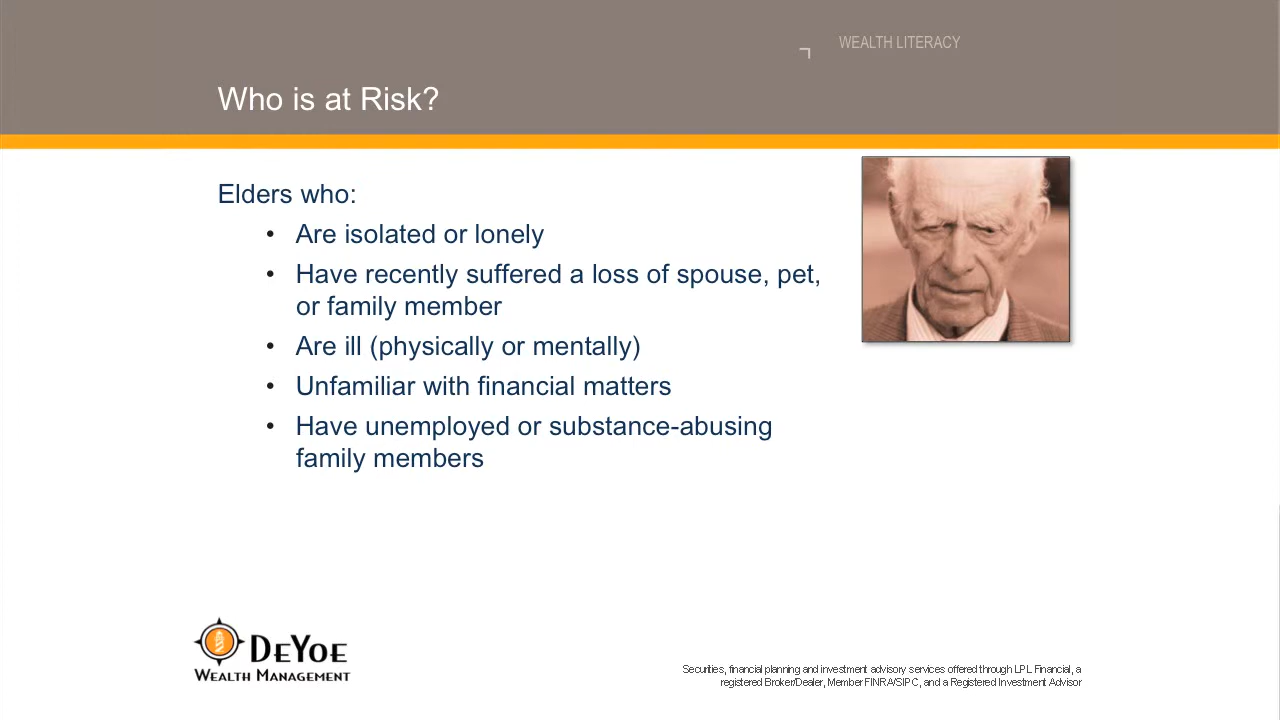 WEALTH LITERACY
Who is at Risk?
Elders who:
• Are isolated or lonely
• Have recently suffered a loss of spouse, pet,
or family member
• Are ill (physically or mentally)
• Unfamiliar with financial matters
• Have unemployed or substance-abusing
family members
DEYOE
WEALTH MANAGEMENT
Securities, financial planning and investment advisory services offered through LPL Financial, a
registered Broker/Dealer, Member FINRA/SIPC, and a Registered Investment Advisor